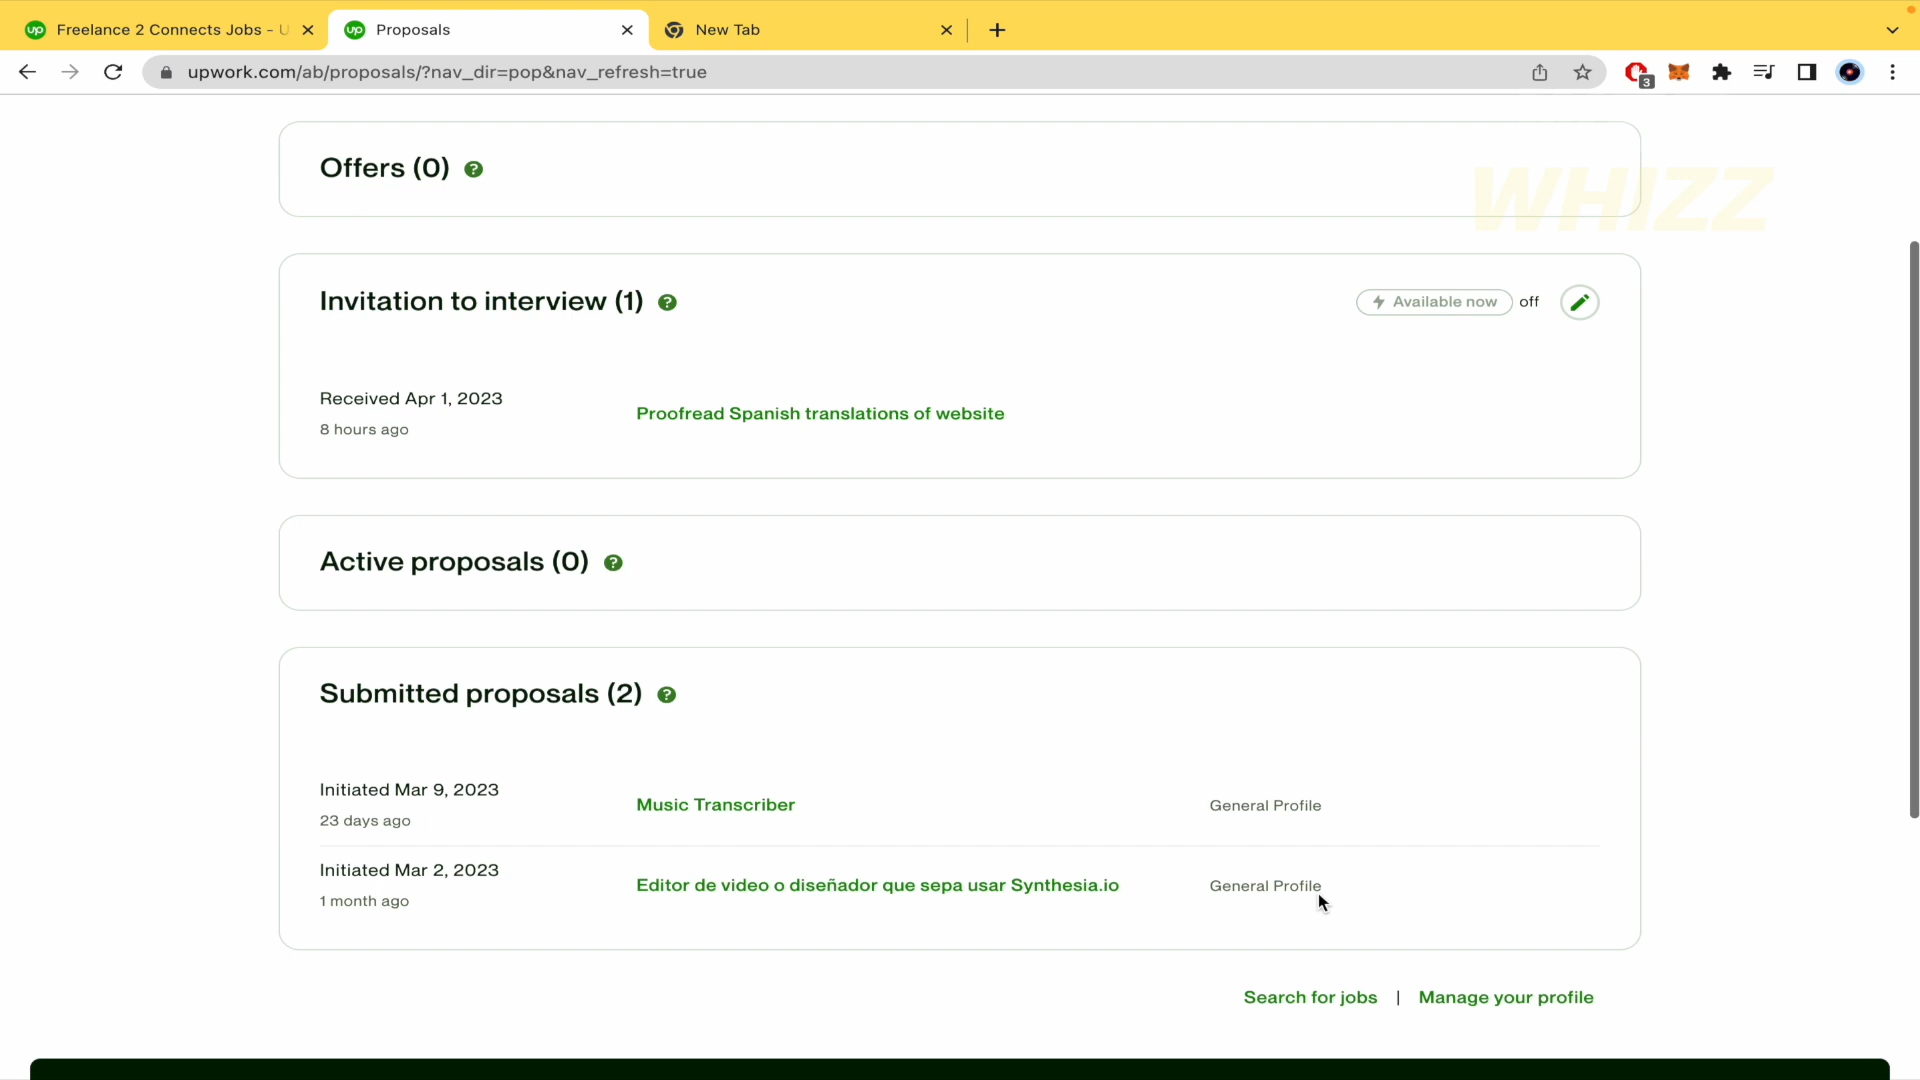 up Freelance 2 Connects Jobs - U
up Proposals
New Tab
upwork.com/ab/proposals/?nav_dir=pop&nav_refresh=true
3
Offers (0) ?
WHIZZ
Invitation to interview (1) ?
Available now off
Received Apr 1, 2023
8 hours ago
Proofread Spanish translations of website
Active proposals (0) ?
Submitted proposals (2) ?
Initiated Mar 9, 2023
23 days ago
Music Transcriber
General Profile
Initiated Mar 2, 2023
1 month ago
Editor de video o diseñador que sepa usar Synthesia.io
General Profile
Search for jobs | Manage your profile